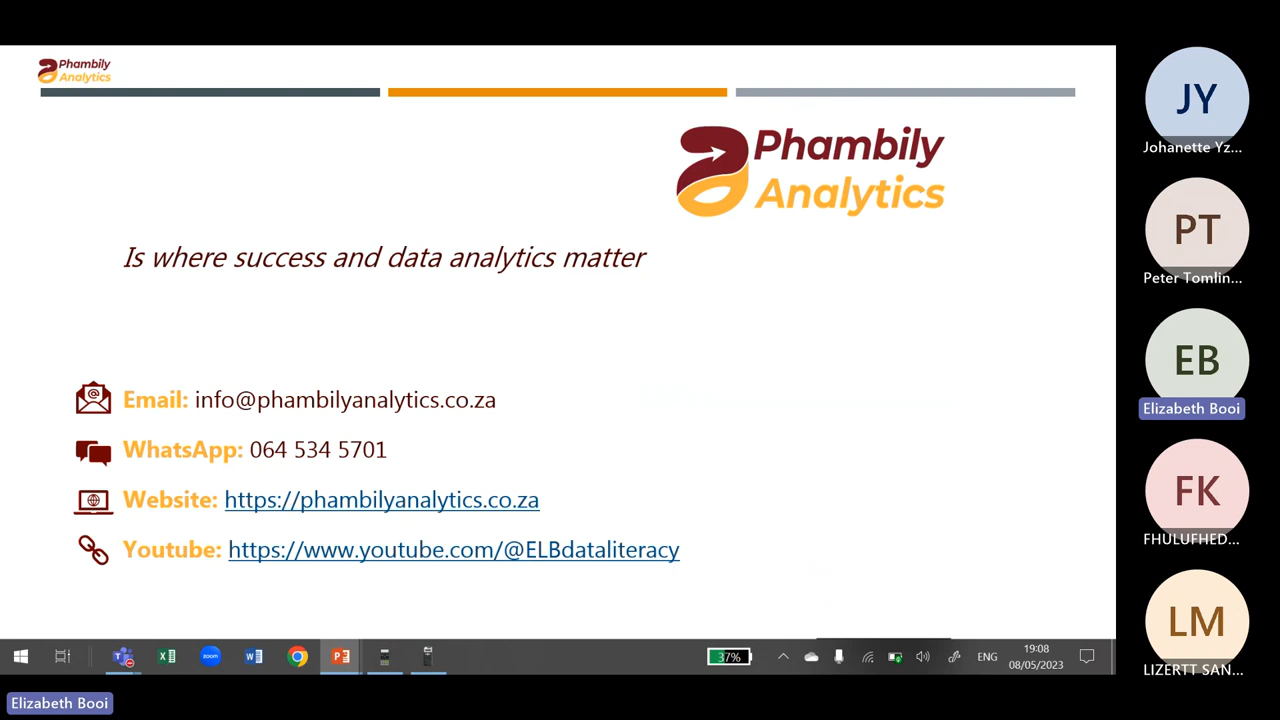 Phambily
Analytics
Phambily
Analytics
Is where success and data analytics matter
Email: info@phambilyanalytics.co.za
WhatsApp: 064 534 5701
Website: https://phambilyanalytics.co.za
Youtube: https://www.youtube.com/@ELBdataliteracy
JY
Johanette Yz...
PT
Peter Tomlin...
EB
Elizabeth Booi
FK
FHULUFHED...
LM
LIZERTT SAN...
zoom
37%
ENG
19:08
08/05/2023
Elizabeth Booi